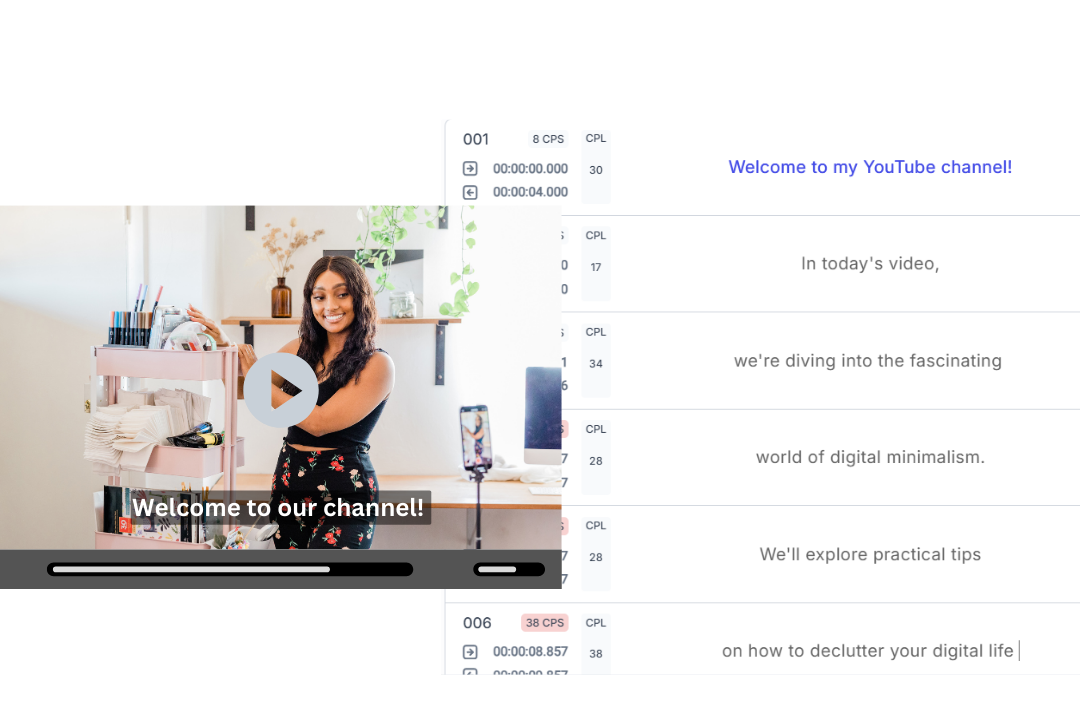 001 8 CPS CPL
00:00:00.000 30 Welcome to my YouTube channel!
00:00:04.000
CPL
17 In today's video,
CPL
34 we're diving into the fascinating
CPL
28 world of digital minimalism.
CPL
28 We'll explore practical tips
006 38 CPS CPL
00:00:08.857 38 on how to declutter your digital life
Welcome to our channel!